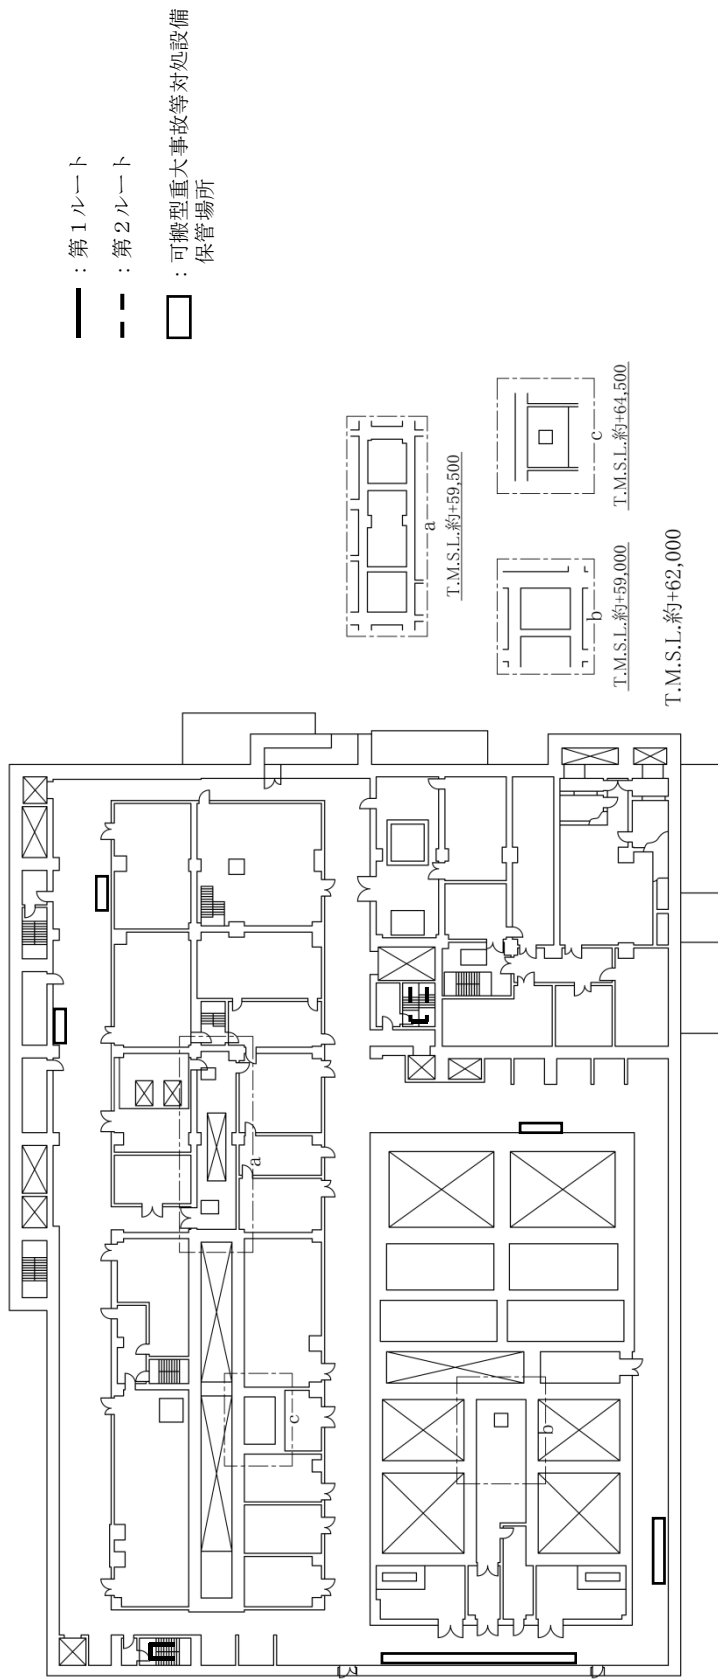 ：第１ルート
：第２ルート
：可搬型重大事故等対処設備
保管場所
a
T.M.S.L.約+59,500
b
T.M.S.L.約+59,000
c
T.M.S.L.約+64,500
T.M.S.L.約+62,000
a
b
c